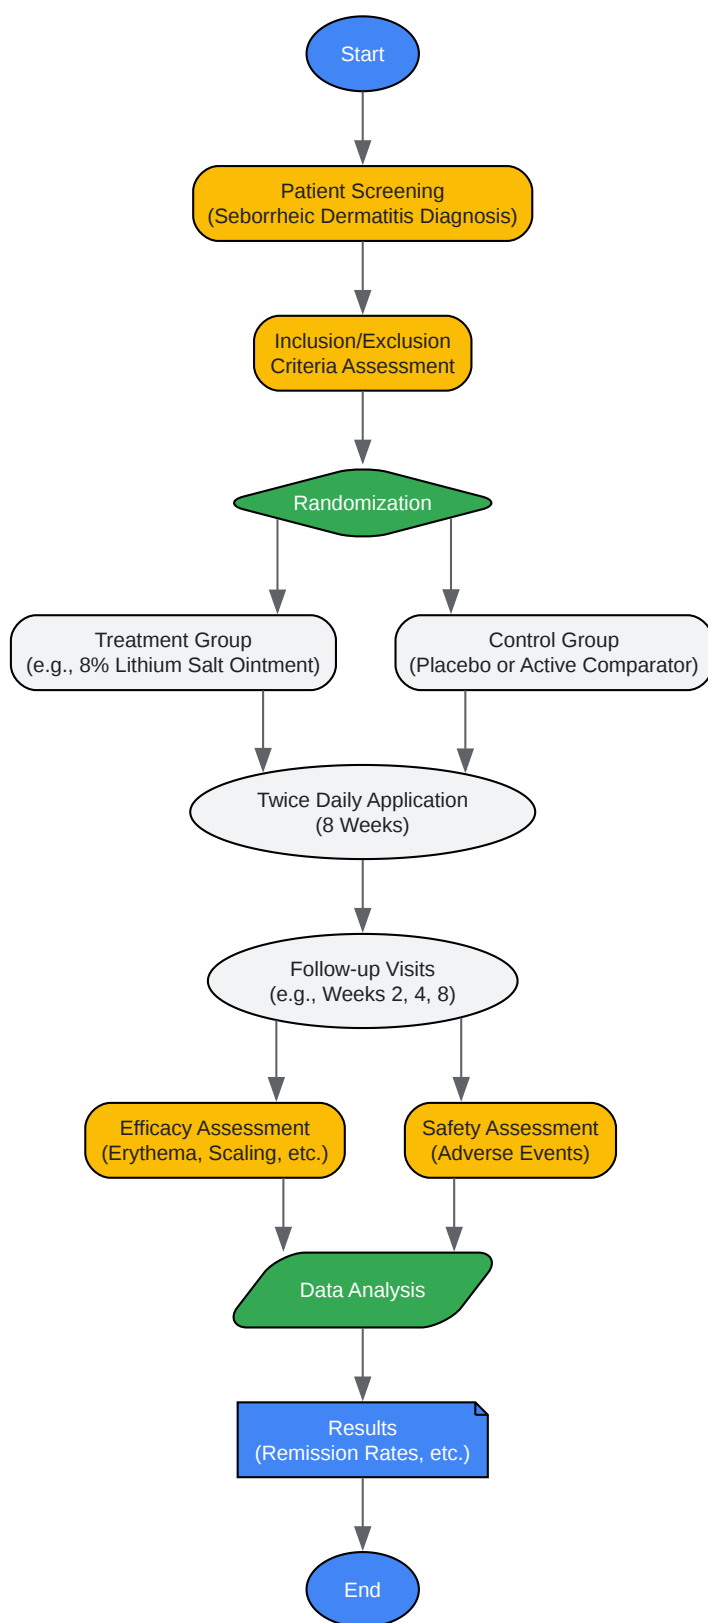 Start
Patient Screening
(Seborrheic Dermatitis Diagnosis)
Inclusion/Exclusion
Criteria Assessment
Randomization
Treatment Group
(e.g., 8% Lithium Salt Ointment)
Control Group
(Placebo or Active Comparator)
Twice Daily Application
(8 Weeks)
Follow-up Visits
(e.g., Weeks 2, 4, 8)
Efficacy Assessment
(Erythema, Scaling, etc.)
Safety Assessment
(Adverse Events)
Data Analysis
Results
(Remission Rates, etc.)
End